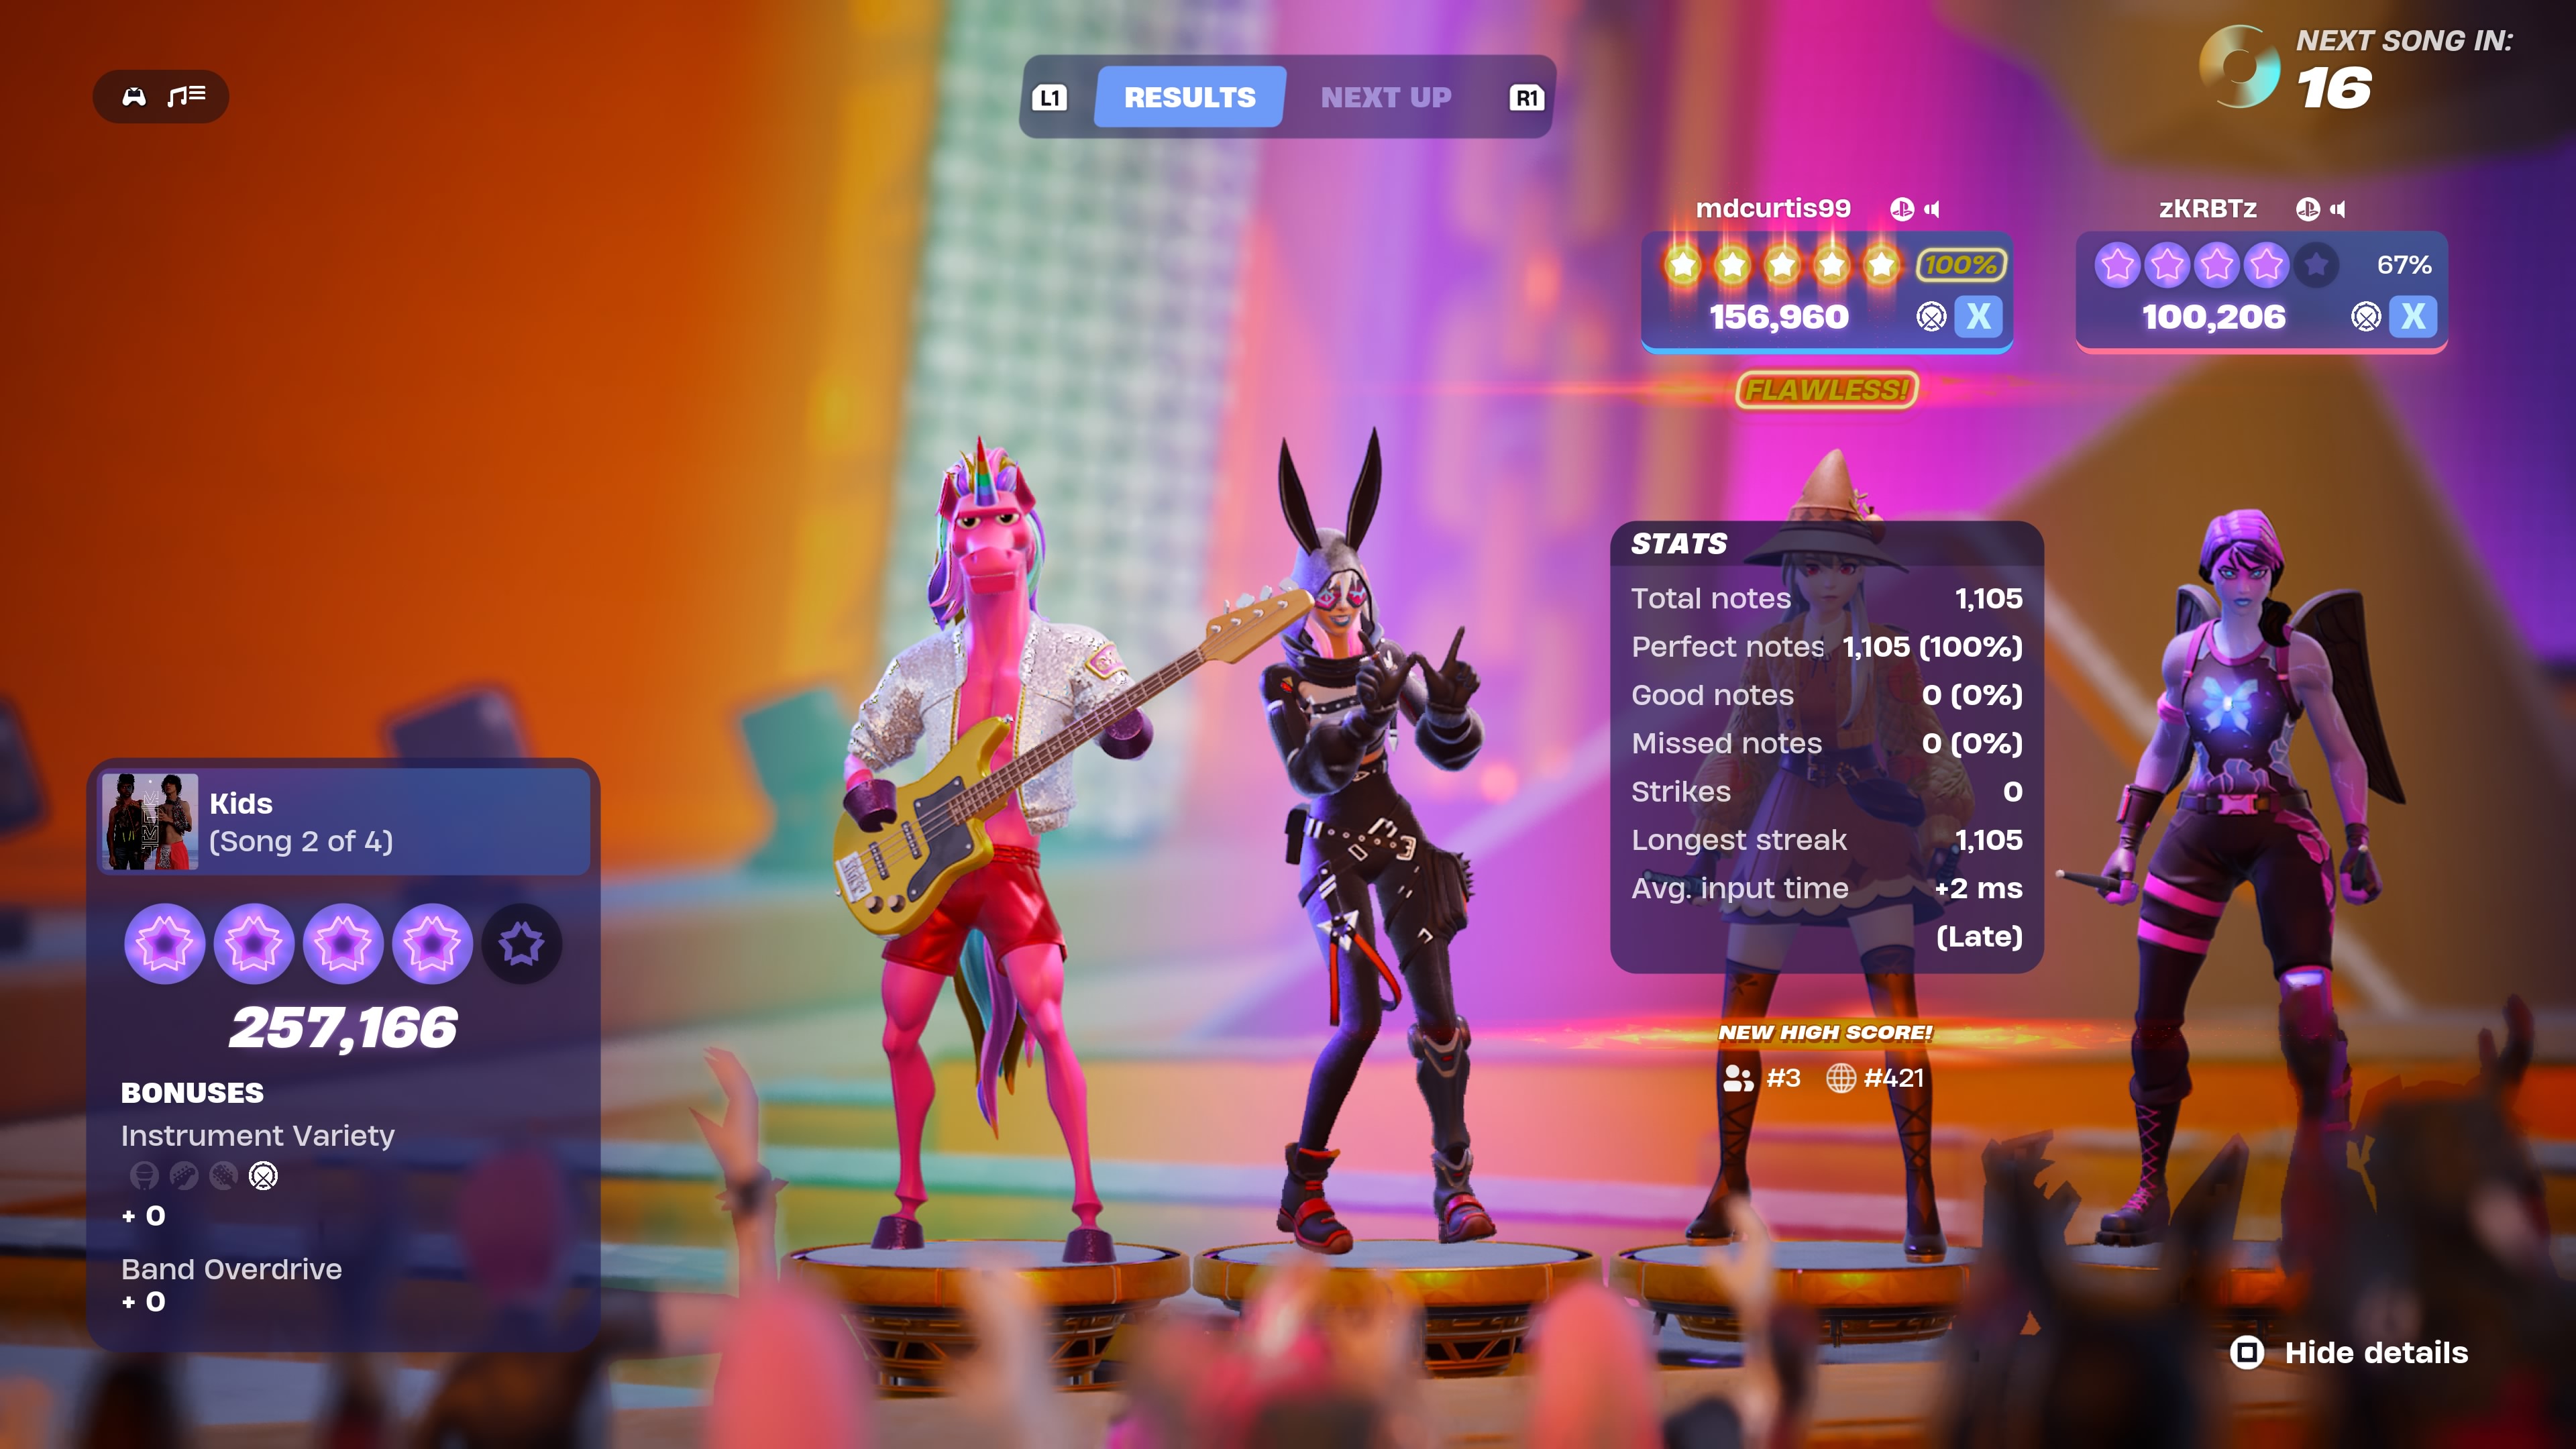 L1 RESULTS NEXT UP R1
NEXT SONG IN:
16
mdcurtis99
100%
156,960 X
FLAWLESS!
zKRBTz
67%
100,206 X
STATS
Total notes 1,105
Perfect notes 1,105 (100%)
Good notes 0 (0%)
Missed notes 0 (0%)
Strikes 0
Longest streak 1,105
Avg. input time +2 ms
(Late)
NEW HIGH SCORE!
#3 #421
Kids
(Song 2 of 4)
257,166
BONUSES
Instrument Variety
+ 0
Band Overdrive
+ 0
Hide details